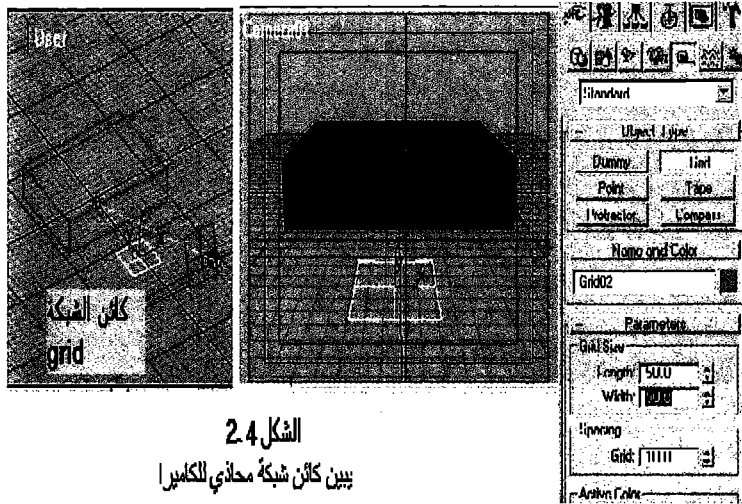 User
Camera01
كائن الشبكة
grid
Standard
Object Type
Dummy
Grid
Point
Tape
Protractor
Compass
Name and Color
Grid02
Parameters
Grid Size
Length: 50.0
Width:
Spacing
Grid:
Active Color
الشكل 2.4
يبين كائن شبكة محاذي للكاميرا